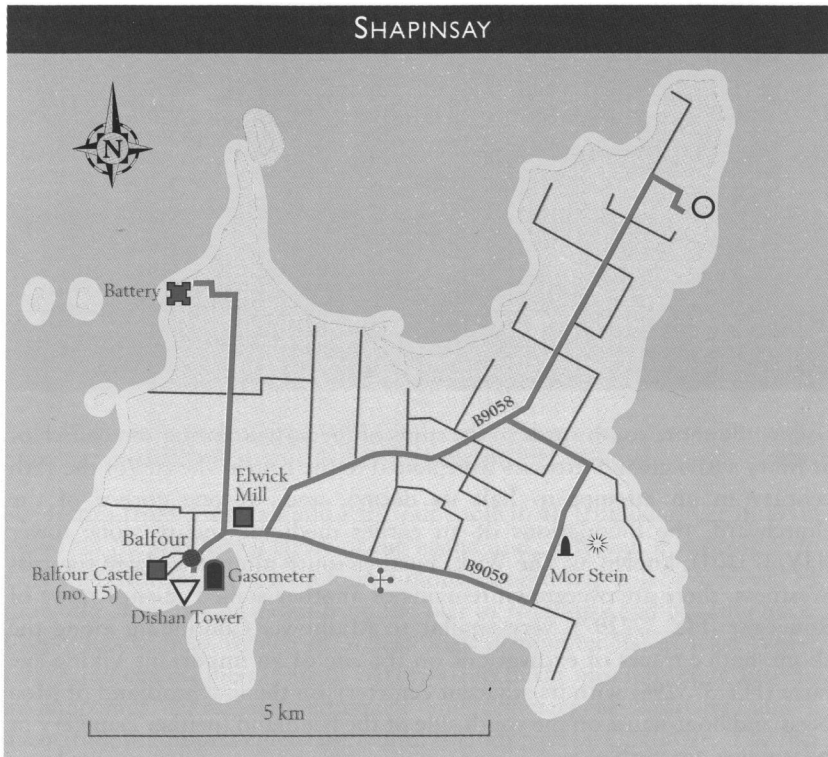 SHAPINSAY
N
Battery
B9058
Elwick
Mill
Balfour
Balfour Castle
(no. 15)
Gasometer
Dishan Tower
B9059
Mor Stein
5 km